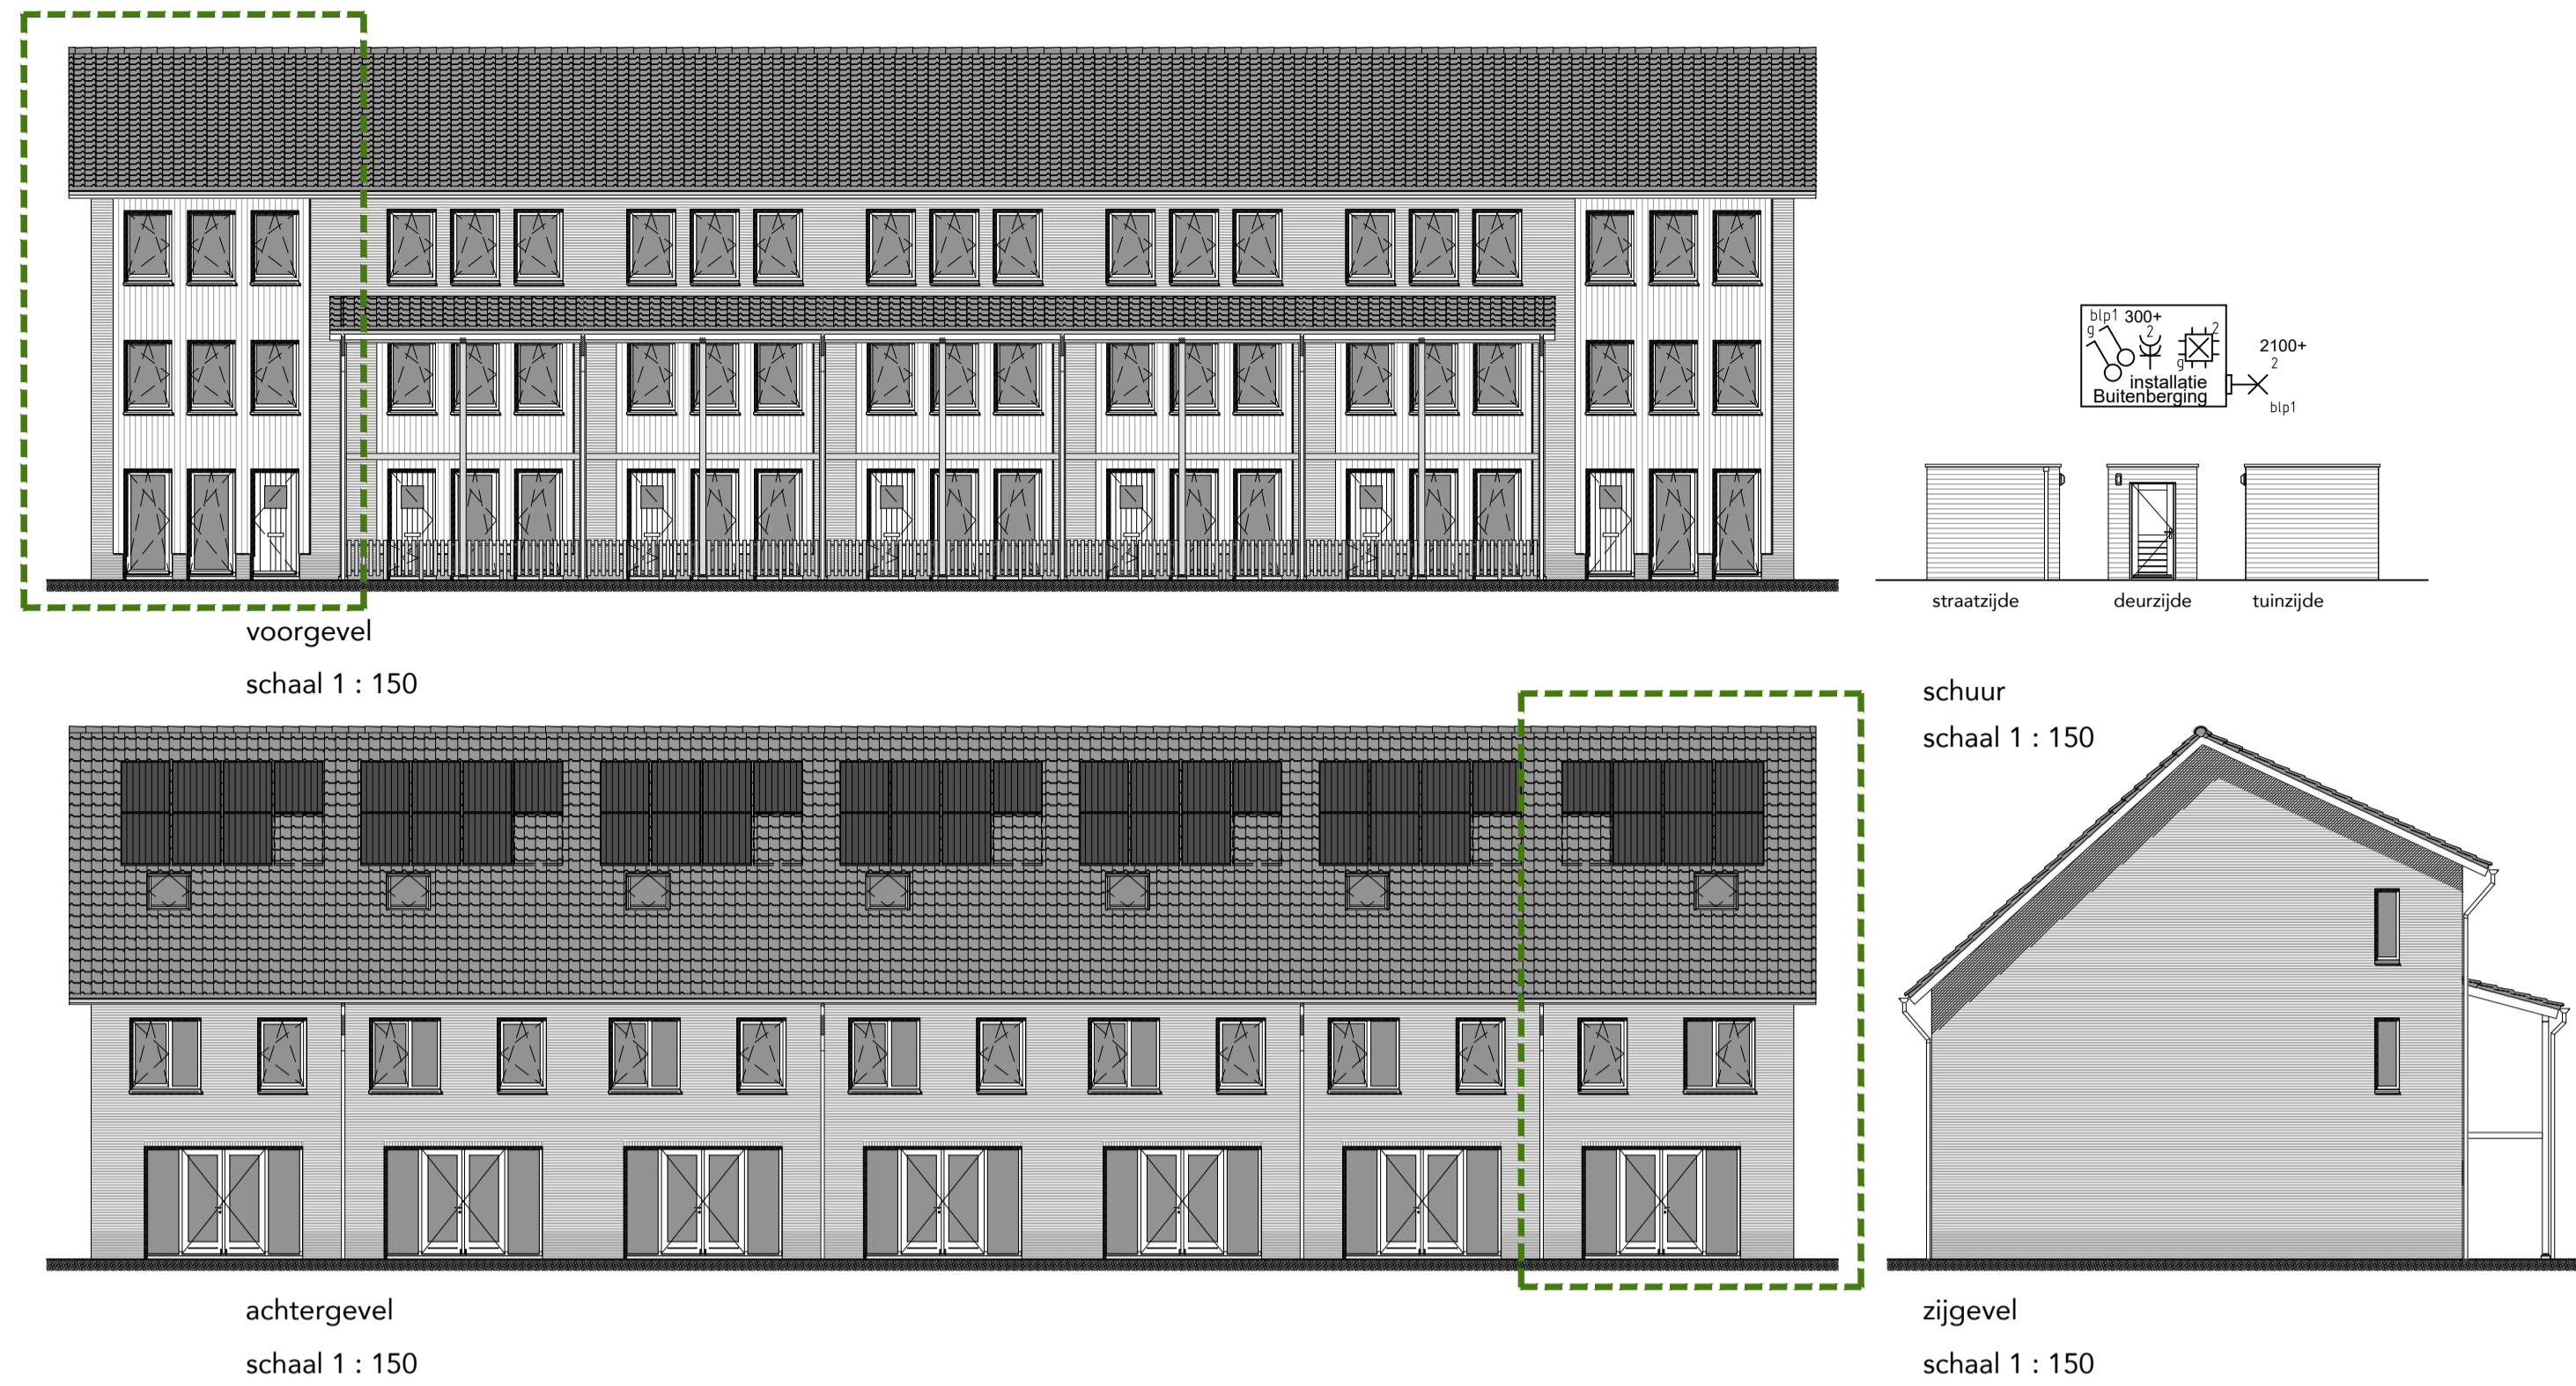 voorgevel
schaal 1 : 150
blp1 300+
g
2
2
g
installatie
Buitenberging
2100+
2
blp1
straatzijde
deurzijde
tuinzijde
schuur
schaal 1 : 150
achtergevel
schaal 1 : 150
zijgevel
schaal 1 : 150